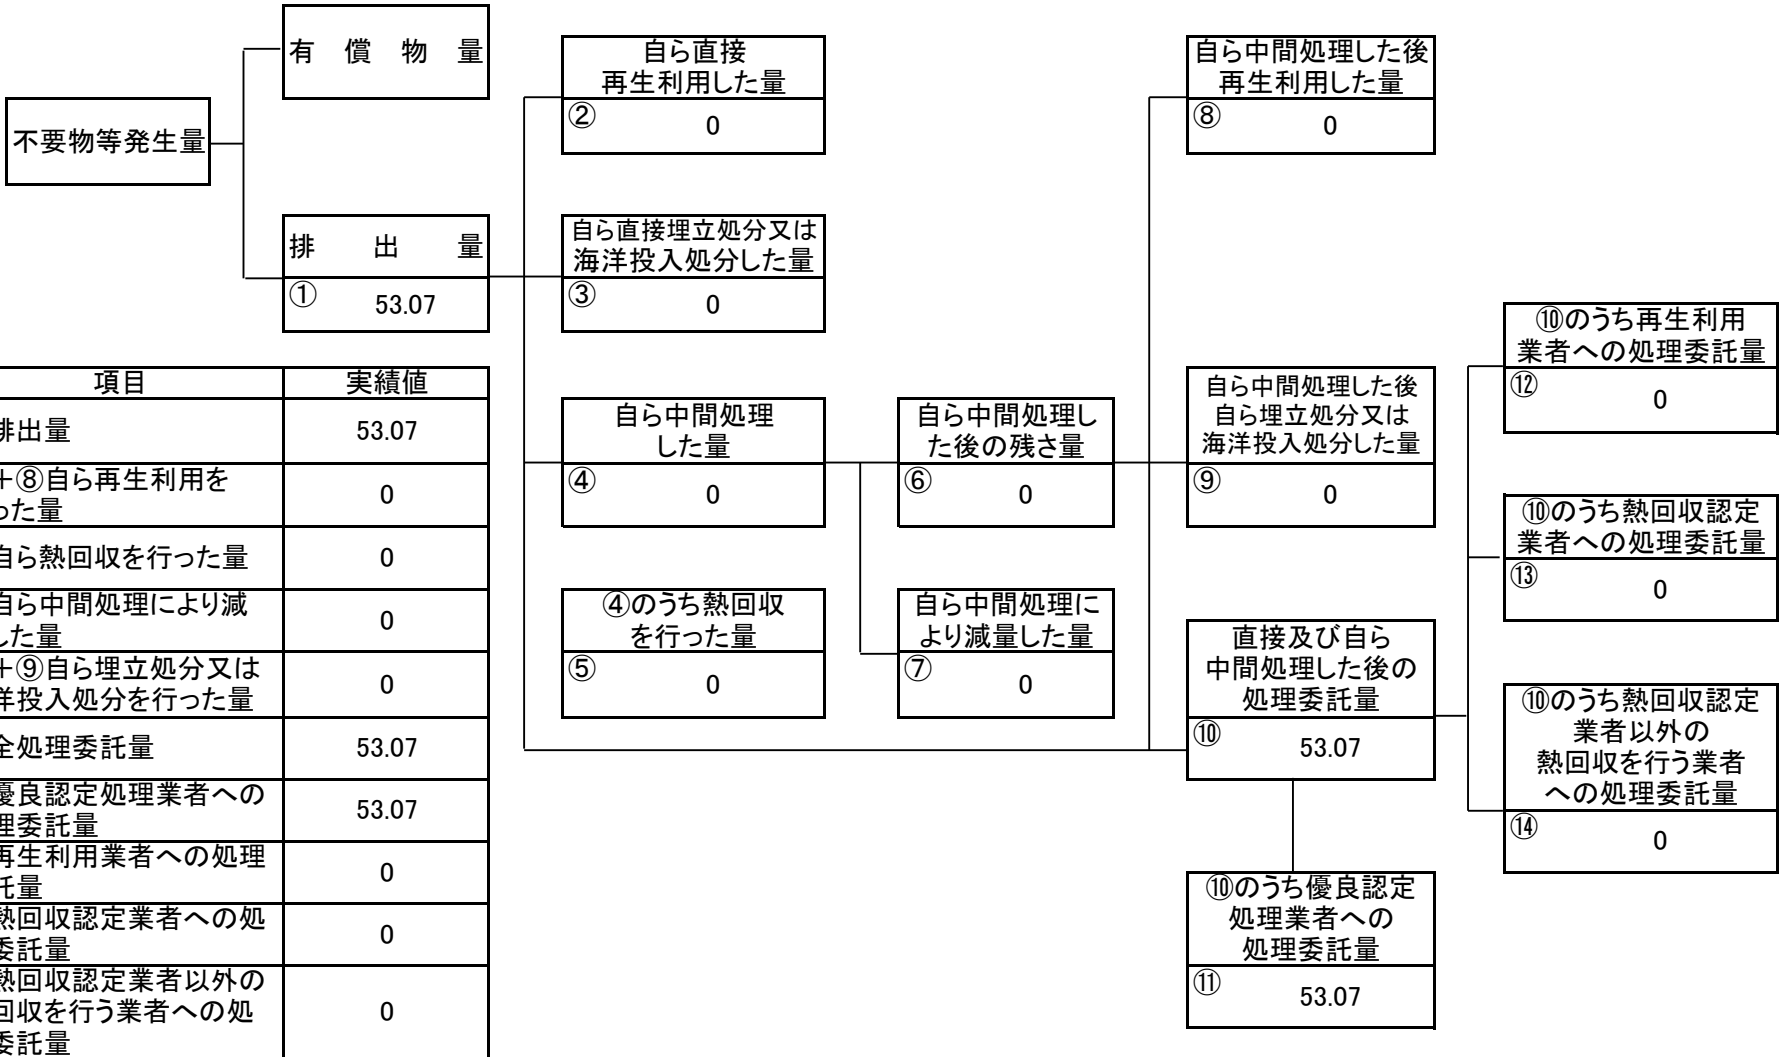 有償物量
不要物等発生量
排出量
① 53.07
自ら直接
再生利用した量
② 0
自ら直接埋立処分又は
海洋投入処分した量
③ 0
自ら中間処理
した量
④ 0
④のうち熱回収
を行った量
⑤ 0
自ら中間処理し
た後の残さ量
⑥ 0
自ら中間処理に
より減量した量
⑦ 0
自ら中間処理した後
再生利用した量
⑧ 0
自ら中間処理した後
自ら埋立処分又は
海洋投入処分した量
⑨ 0
直接及び自ら
中間処理した後の
処理委託量
⑩ 53.07
⑩のうち優良認定
処理業者への
処理委託量
⑪ 53.07
⑩のうち再生利用
業者への処理委託量
⑫ 0
⑩のうち熱回収認定
業者への処理委託量
⑬ 0
⑩のうち熱回収認定
業者以外の
熱回収を行う業者
への処理委託量
⑭ 0
項目 実績値
排出量 53.07
+⑧自ら再生利用を
った量 0
自ら熱回収を行った量 0
自ら中間処理により減
した量 0
+⑨自ら埋立処分又は
洋投入処分を行った量 0
全処理委託量 53.07
優良認定処理業者への
理委託量 53.07
再生利用業者への処理
託量 0
熱回収認定業者への処
委託量 0
熱回収認定業者以外の
回収を行う業者への処
委託量 0